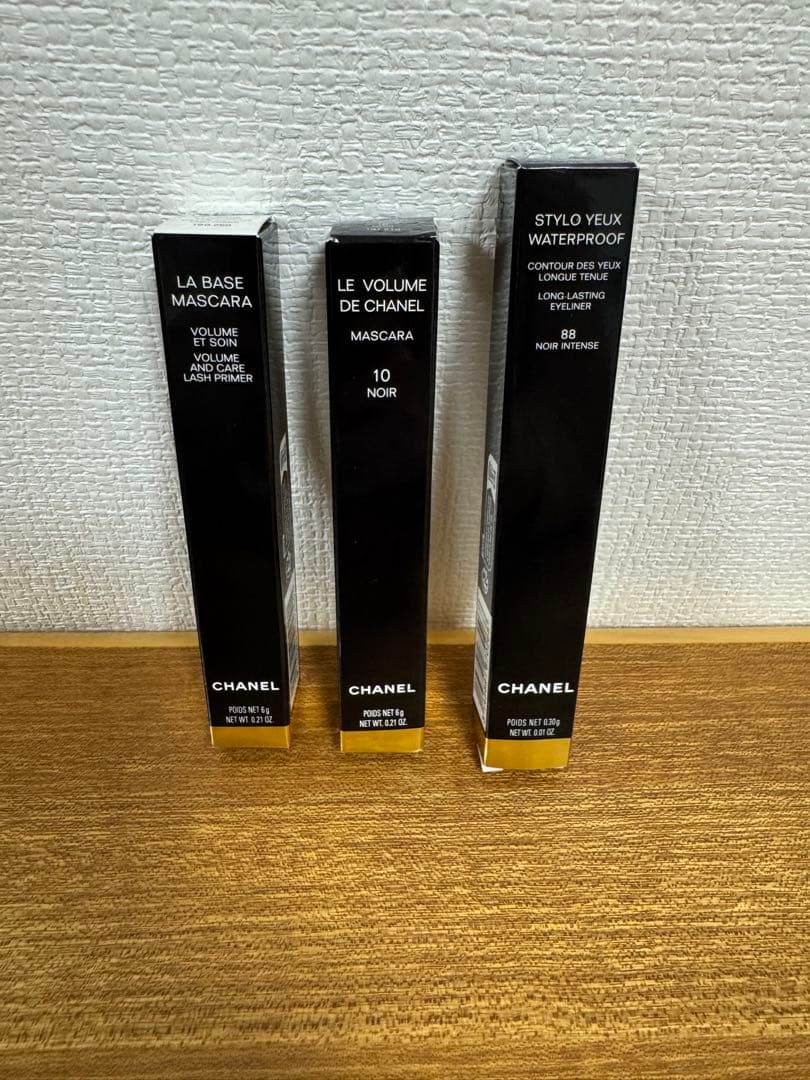 LA BASE
MASCARA
VOLUME
ET SOIN
VOLUME
AND CARE
LASH PRIMER
CHANEL
POIDS NET 6 g
NET WT. 0.21 OZ.
LE VOLUME
DE CHANEL
MASCARA
10
NOIR
CHANEL
POIDS NET 6 g
NET WT. 0.21 OZ.
STYLO YEUX
WATERPROOF
CONTOUR DES YEUX
LONGUE TENUE
LONG-LASTING
EYELINER
88
NOIR INTENSE
CHANEL
POIDS NET 0.30 g
NET WT. 0.01 OZ.